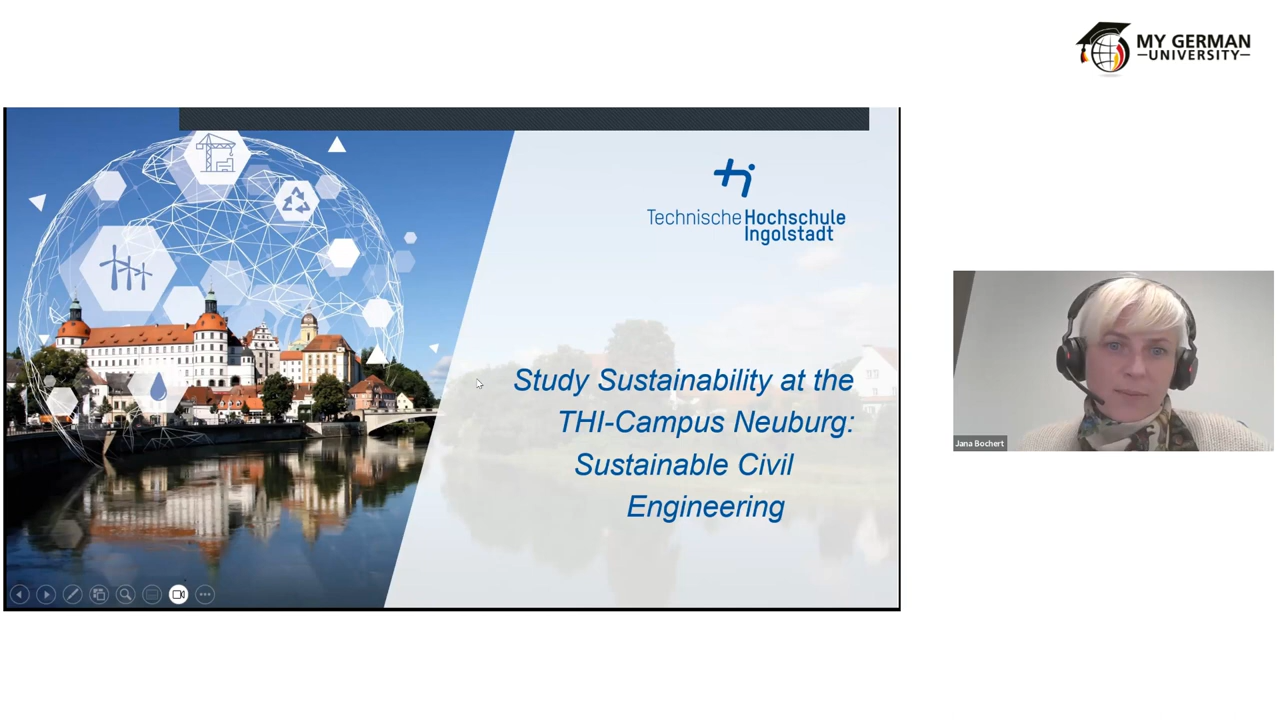 MY GERMAN
UNIVERSITY
Technische Hochschule
Ingolstadt
Study Sustainability at the
THI-Campus Neuburg:
Sustainable Civil
Engineering
Jana Bochert